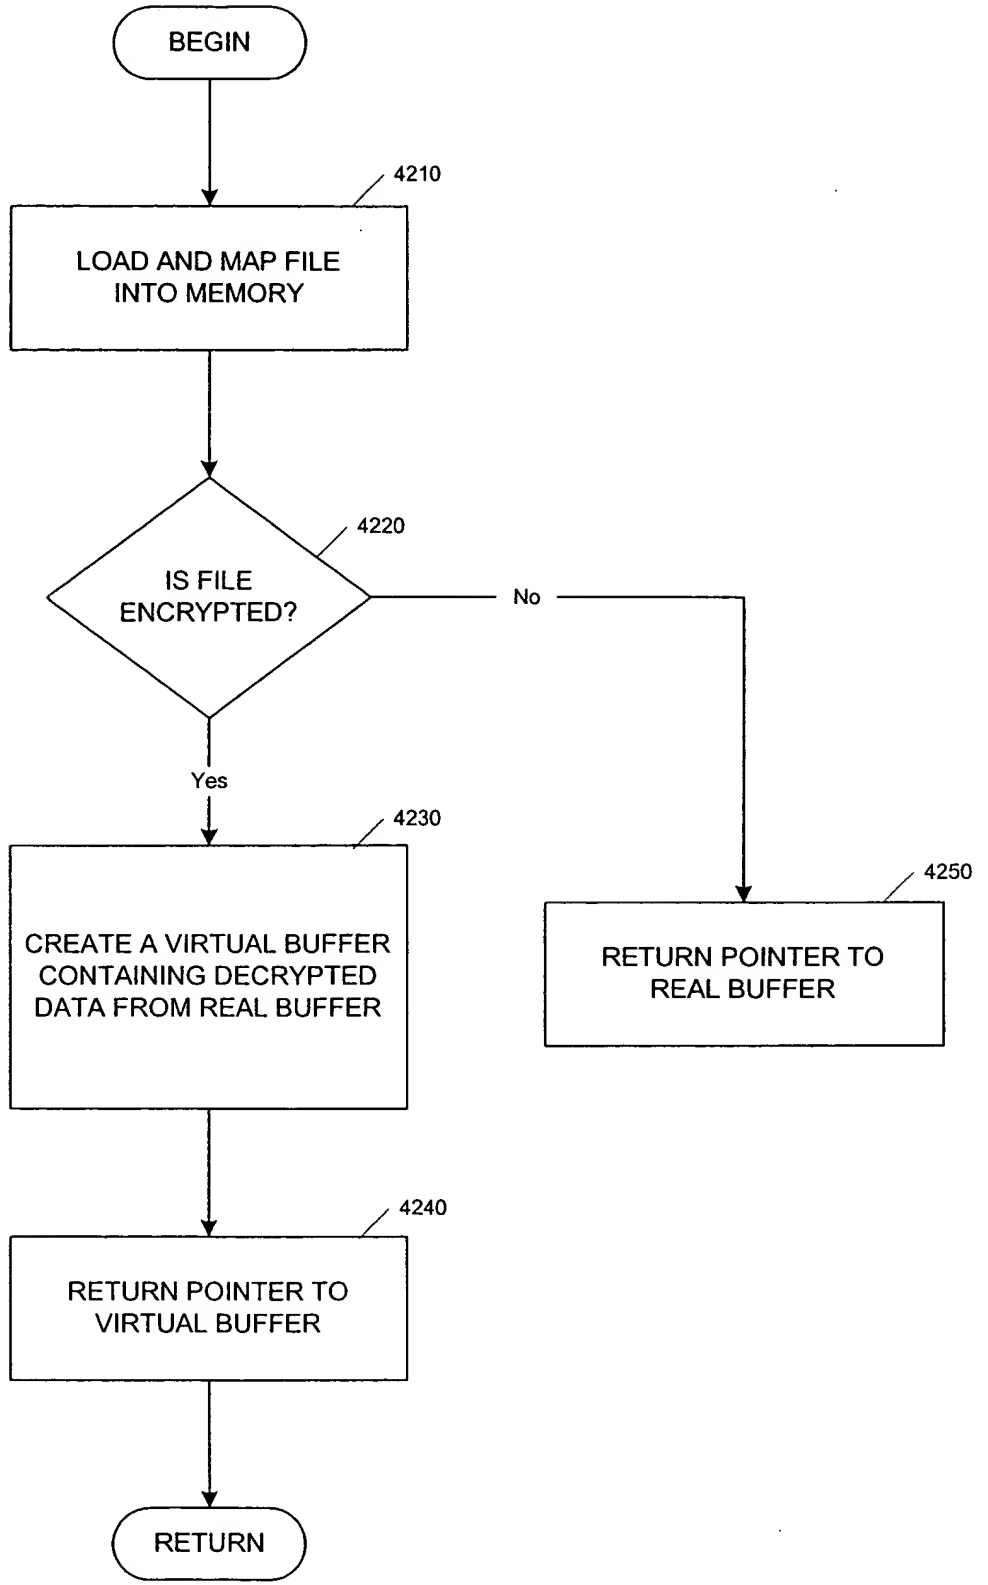 BEGIN
4210
LOAD AND MAP FILE
INTO MEMORY
4220
IS FILE
ENCRYPTED?
No
Yes
4230
CREATE A VIRTUAL BUFFER
CONTAINING DECRYPTED
DATA FROM REAL BUFFER
4250
RETURN POINTER TO
REAL BUFFER
4240
RETURN POINTER TO
VIRTUAL BUFFER
RETURN